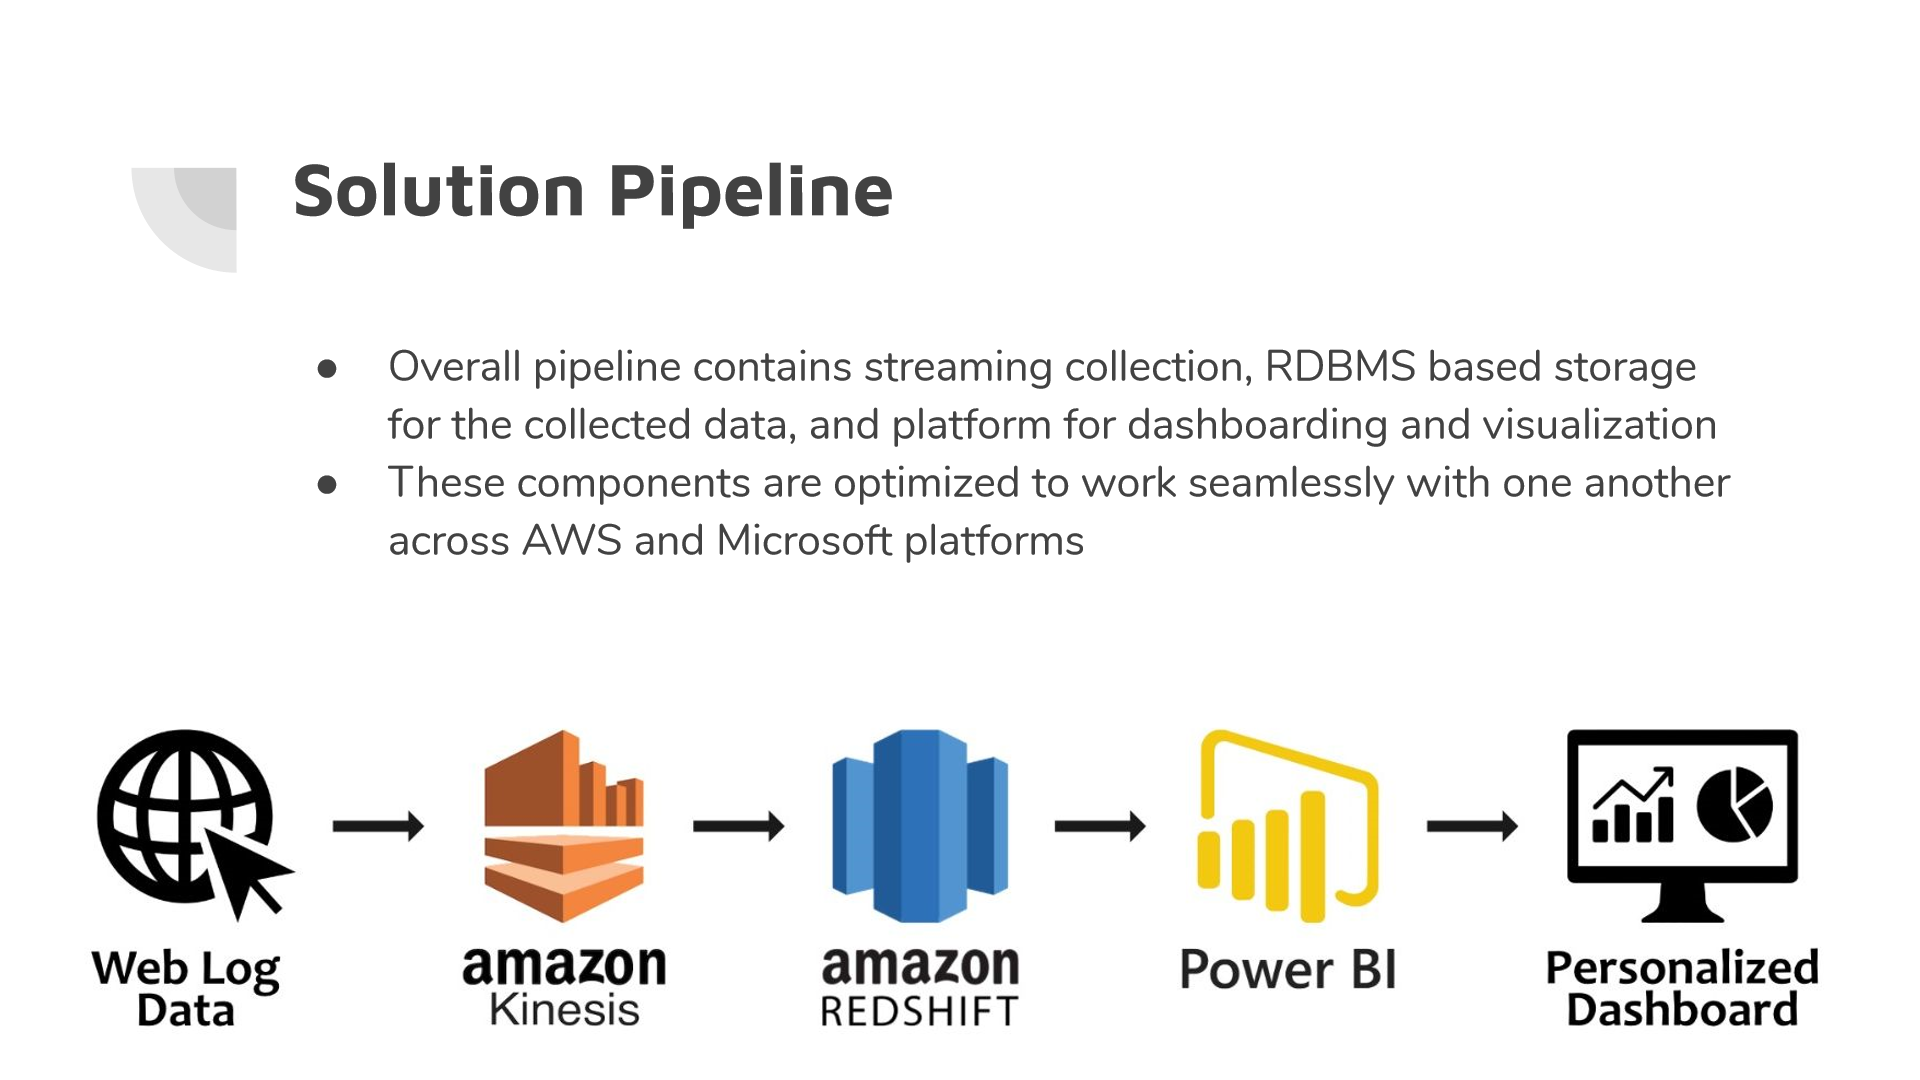 Solution Pipeline
● Overall pipeline contains streaming collection, RDBMS based storage
for the collected data, and platform for dashboarding and visualization
● These components are optimized to work seamlessly with one another
across AWS and Microsoft platforms
Web Log
Data
amazon
Kinesis
amazon
REDSHIFT
Power BI
Personalized
Dashboard